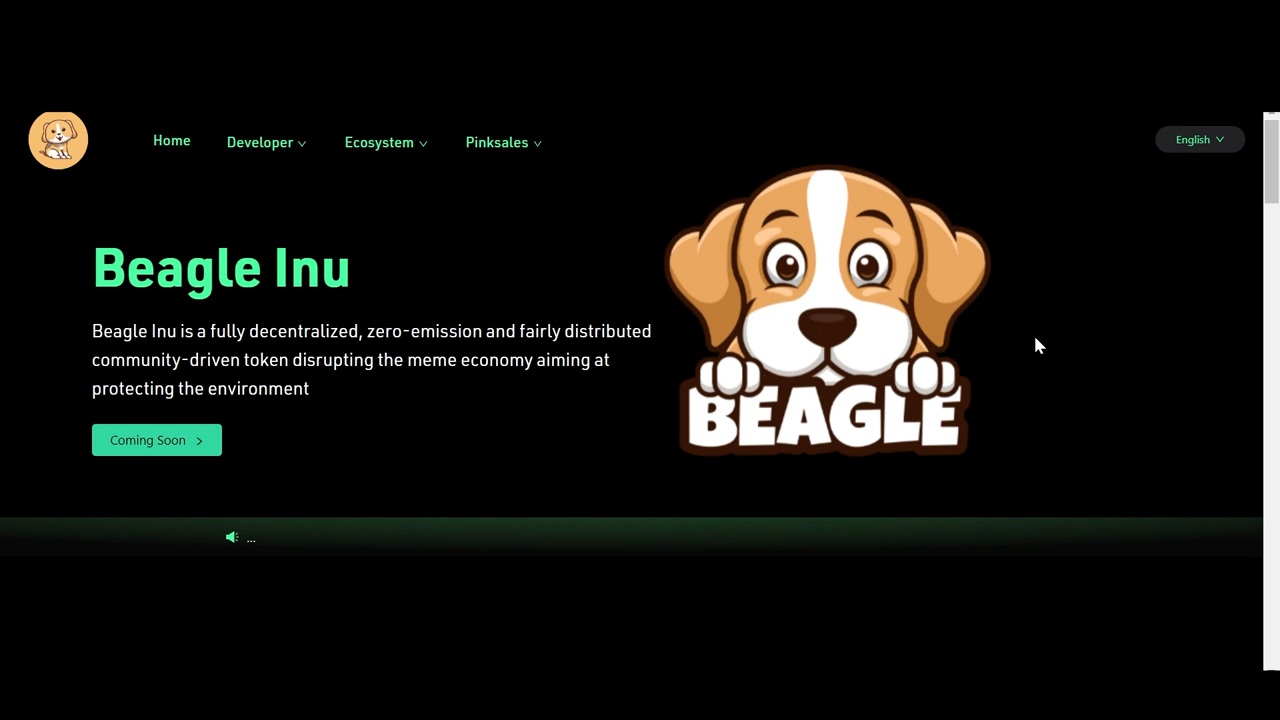 Home
Developer
Ecosystem
Pinksales
English
Beagle Inu
Beagle Inu is a fully decentralized, zero-emission and fairly distributed
community-driven token disrupting the meme economy aiming at
protecting the environment
Coming Soon
BEAGLE
...